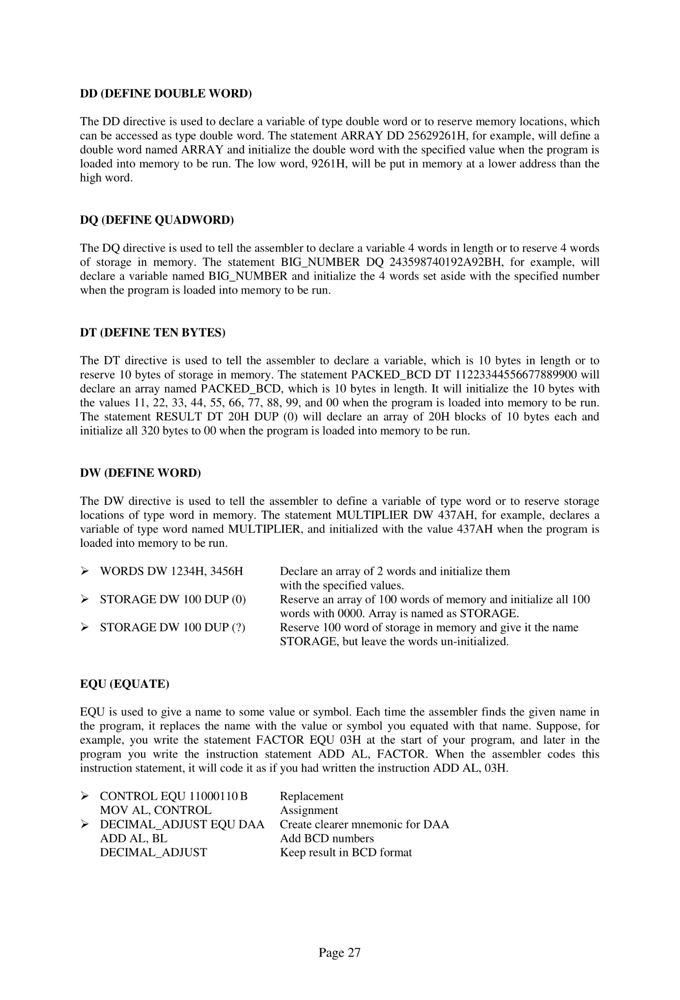 DD (DEFINE DOUBLE WORD)
The DD directive is used to declare a variable of type double word or to reserve memory locations, which
can be accessed as type double word. The statement ARRAY DD 25629261H, for example, will define a
double word named ARRAY and initialize the double word with the specified value when the program is
loaded into memory to be run. The low word, 9261H, will be put in memory at a lower address than the
high word.
DQ (DEFINE QUADWORD)
The DQ directive is used to tell the assembler to declare a variable 4 words in length or to reserve 4 words
of storage in memory. The statement BIG_NUMBER DQ 243598740192A92BH, for example, will
declare a variable named BIG_NUMBER and initialize the 4 words set aside with the specified number
when the program is loaded into memory to be run.
DT (DEFINE TEN BYTES)
The DT directive is used to tell the assembler to declare a variable, which is 10 bytes in length or to
reserve 10 bytes of storage in memory. The statement PACKED_BCD DT 11223344556677889900 will
declare an array named PACKED_BCD, which is 10 bytes in length. It will initialize the 10 bytes with
the values 11, 22, 33, 44, 55, 66, 77, 88, 99, and 00 when the program is loaded into memory to be run.
The statement RESULT DT 20H DUP (0) will declare an array of 20H blocks of 10 bytes each and
initialize all 320 bytes to 00 when the program is loaded into memory to be run.
DW (DEFINE WORD)
The DW directive is used to tell the assembler to define a variable of type word or to reserve storage
locations of type word in memory. The statement MULTIPLIER DW 437AH, for example, declares a
variable of type word named MULTIPLIER, and initialized with the value 437AH when the program is
loaded into memory to be run.
➢ WORDS DW 1234H, 3456H Declare an array of 2 words and initialize them
with the specified values.
➢ STORAGE DW 100 DUP (0) Reserve an array of 100 words of memory and initialize all 100
words with 0000. Array is named as STORAGE.
➢ STORAGE DW 100 DUP (?) Reserve 100 word of storage in memory and give it the name
STORAGE, but leave the words un-initialized.
EQU (EQUATE)
EQU is used to give a name to some value or symbol. Each time the assembler finds the given name in
the program, it replaces the name with the value or symbol you equated with that name. Suppose, for
example, you write the statement FACTOR EQU 03H at the start of your program, and later in the
program you write the instruction statement ADD AL, FACTOR. When the assembler codes this
instruction statement, it will code it as if you had written the instruction ADD AL, 03H.
➢ CONTROL EQU 11000110 B Replacement
MOV AL, CONTROL Assignment
➢ DECIMAL_ADJUST EQU DAA Create clearer mnemonic for DAA
ADD AL, BL Add BCD numbers
DECIMAL_ADJUST Keep result in BCD format
Page 27